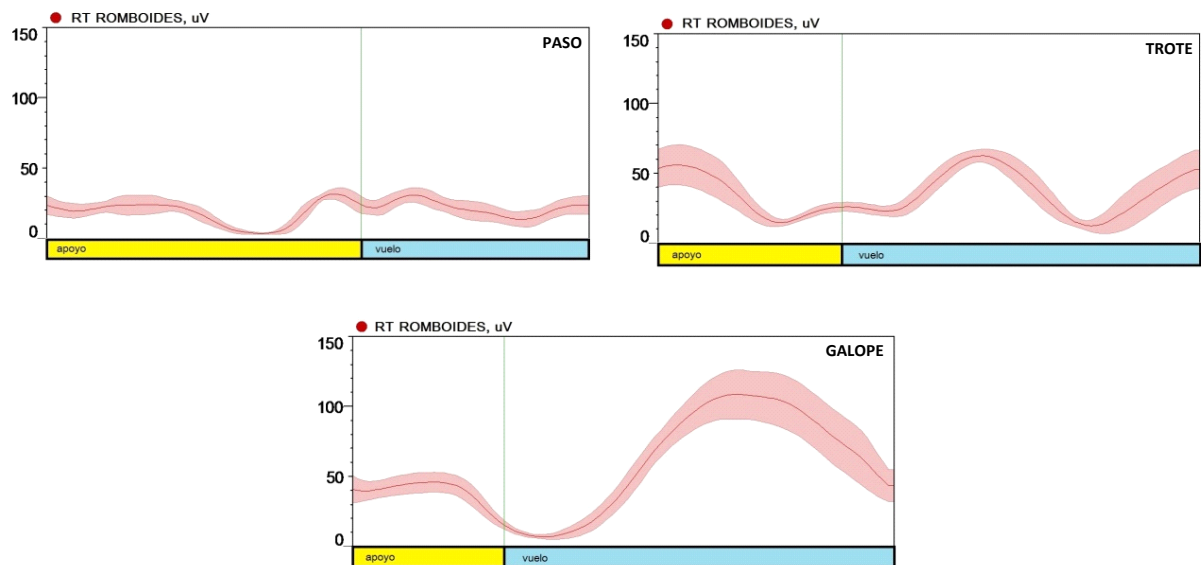 RT ROMBOIDES, uV
PASO
150
100
50
0
apoyo vuelo
RT ROMBOIDES, uV
TROTE
150
100
50
0
apoyo vuelo
RT ROMBOIDES, uV
GALOPE
150
100
50
0
apoyo vuelo